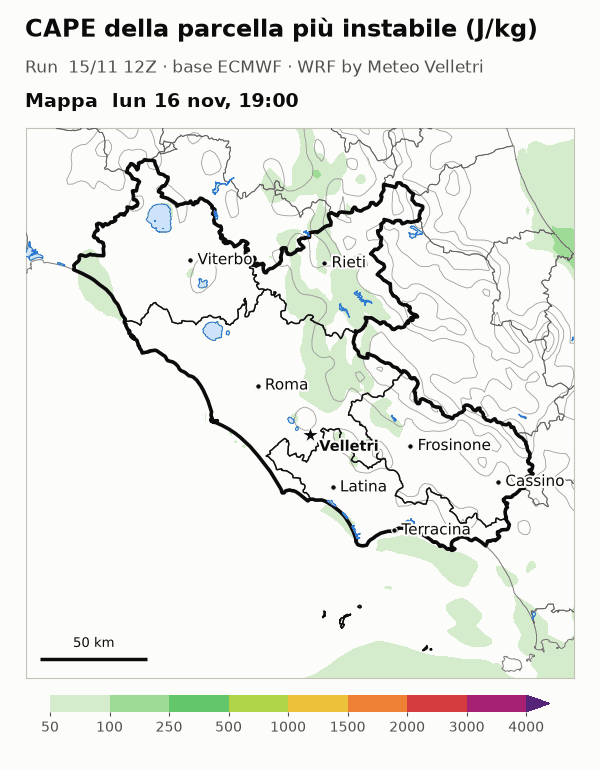 CAPE della parcella più instabile (J/kg)
Run  15/11 12Z · base ECMWF · WRF by Meteo Velletri
Mappa  lun 16 nov, 19:00
Viterbo
Rieti
Roma
Velletri
Frosinone
Cassino
Latina
Terracina
50 km
50 100 250 500 1000 1500 2000 3000 4000